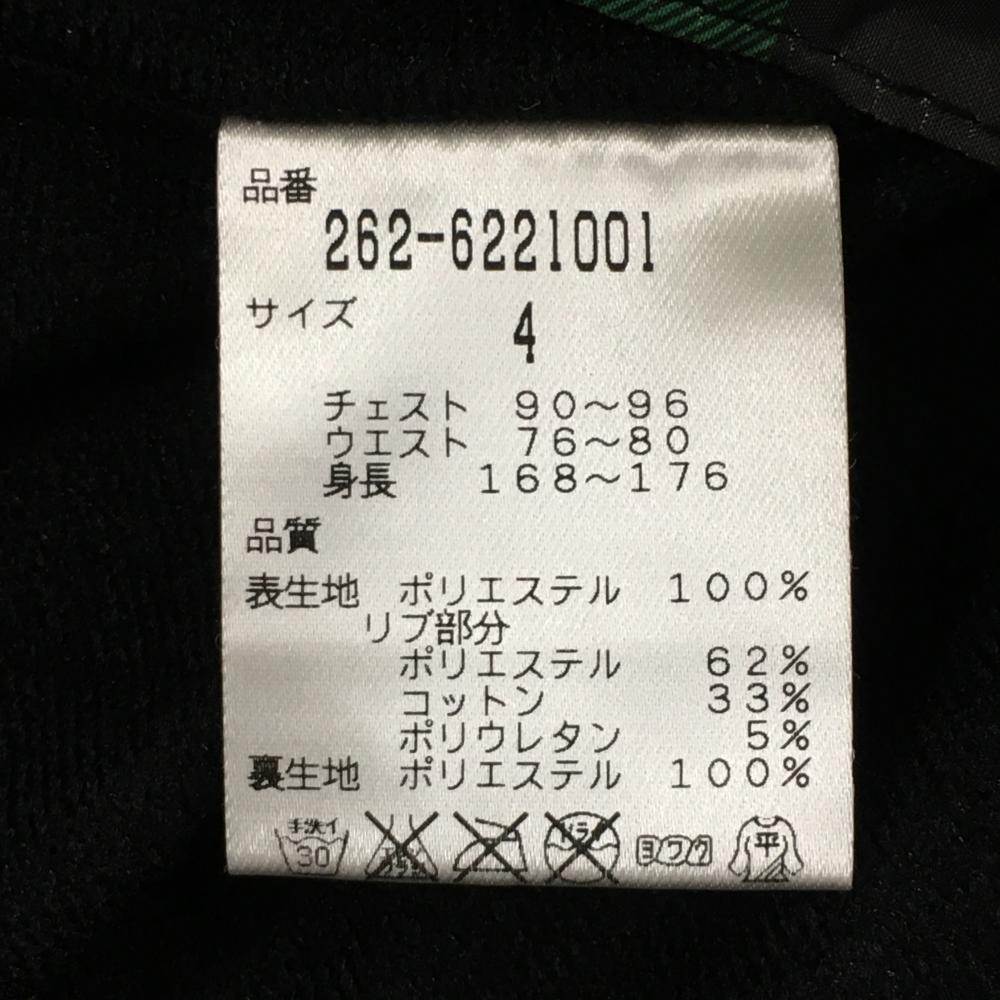 品番
262-6221001
サイズ 4
チェスト 90〜96
ウエスト 76〜80
身長 168〜176
品質
表生地 ポリエステル 100%
リブ部分
ポリエステル 62%
コットン 33%
ポリウレタン 5%
裏生地 ポリエステル 100%
手洗イ 30 ドライ ヨワク 平